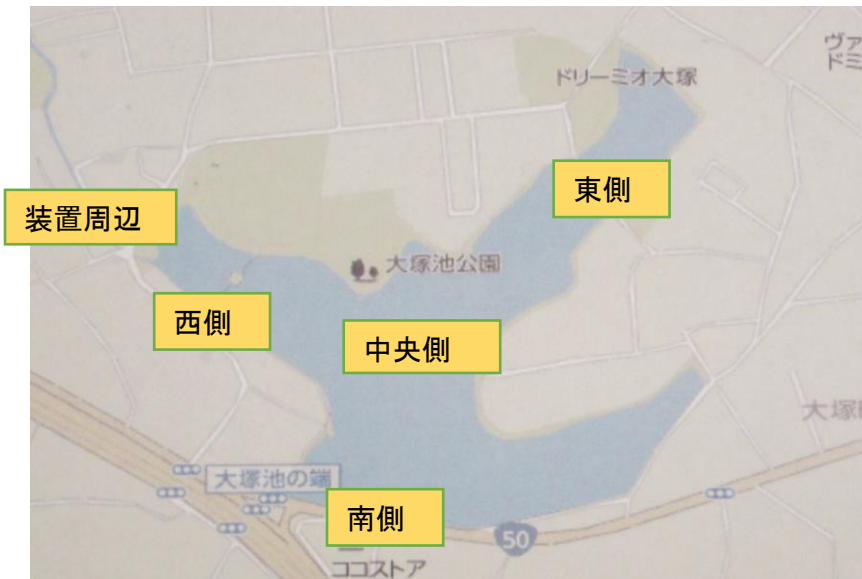 ヴァ
ドミ
ドリーミオ大塚
東側
装置周辺
大塚池公園
西側
中央側
大塚
大塚池の端
南側
50
ココストア